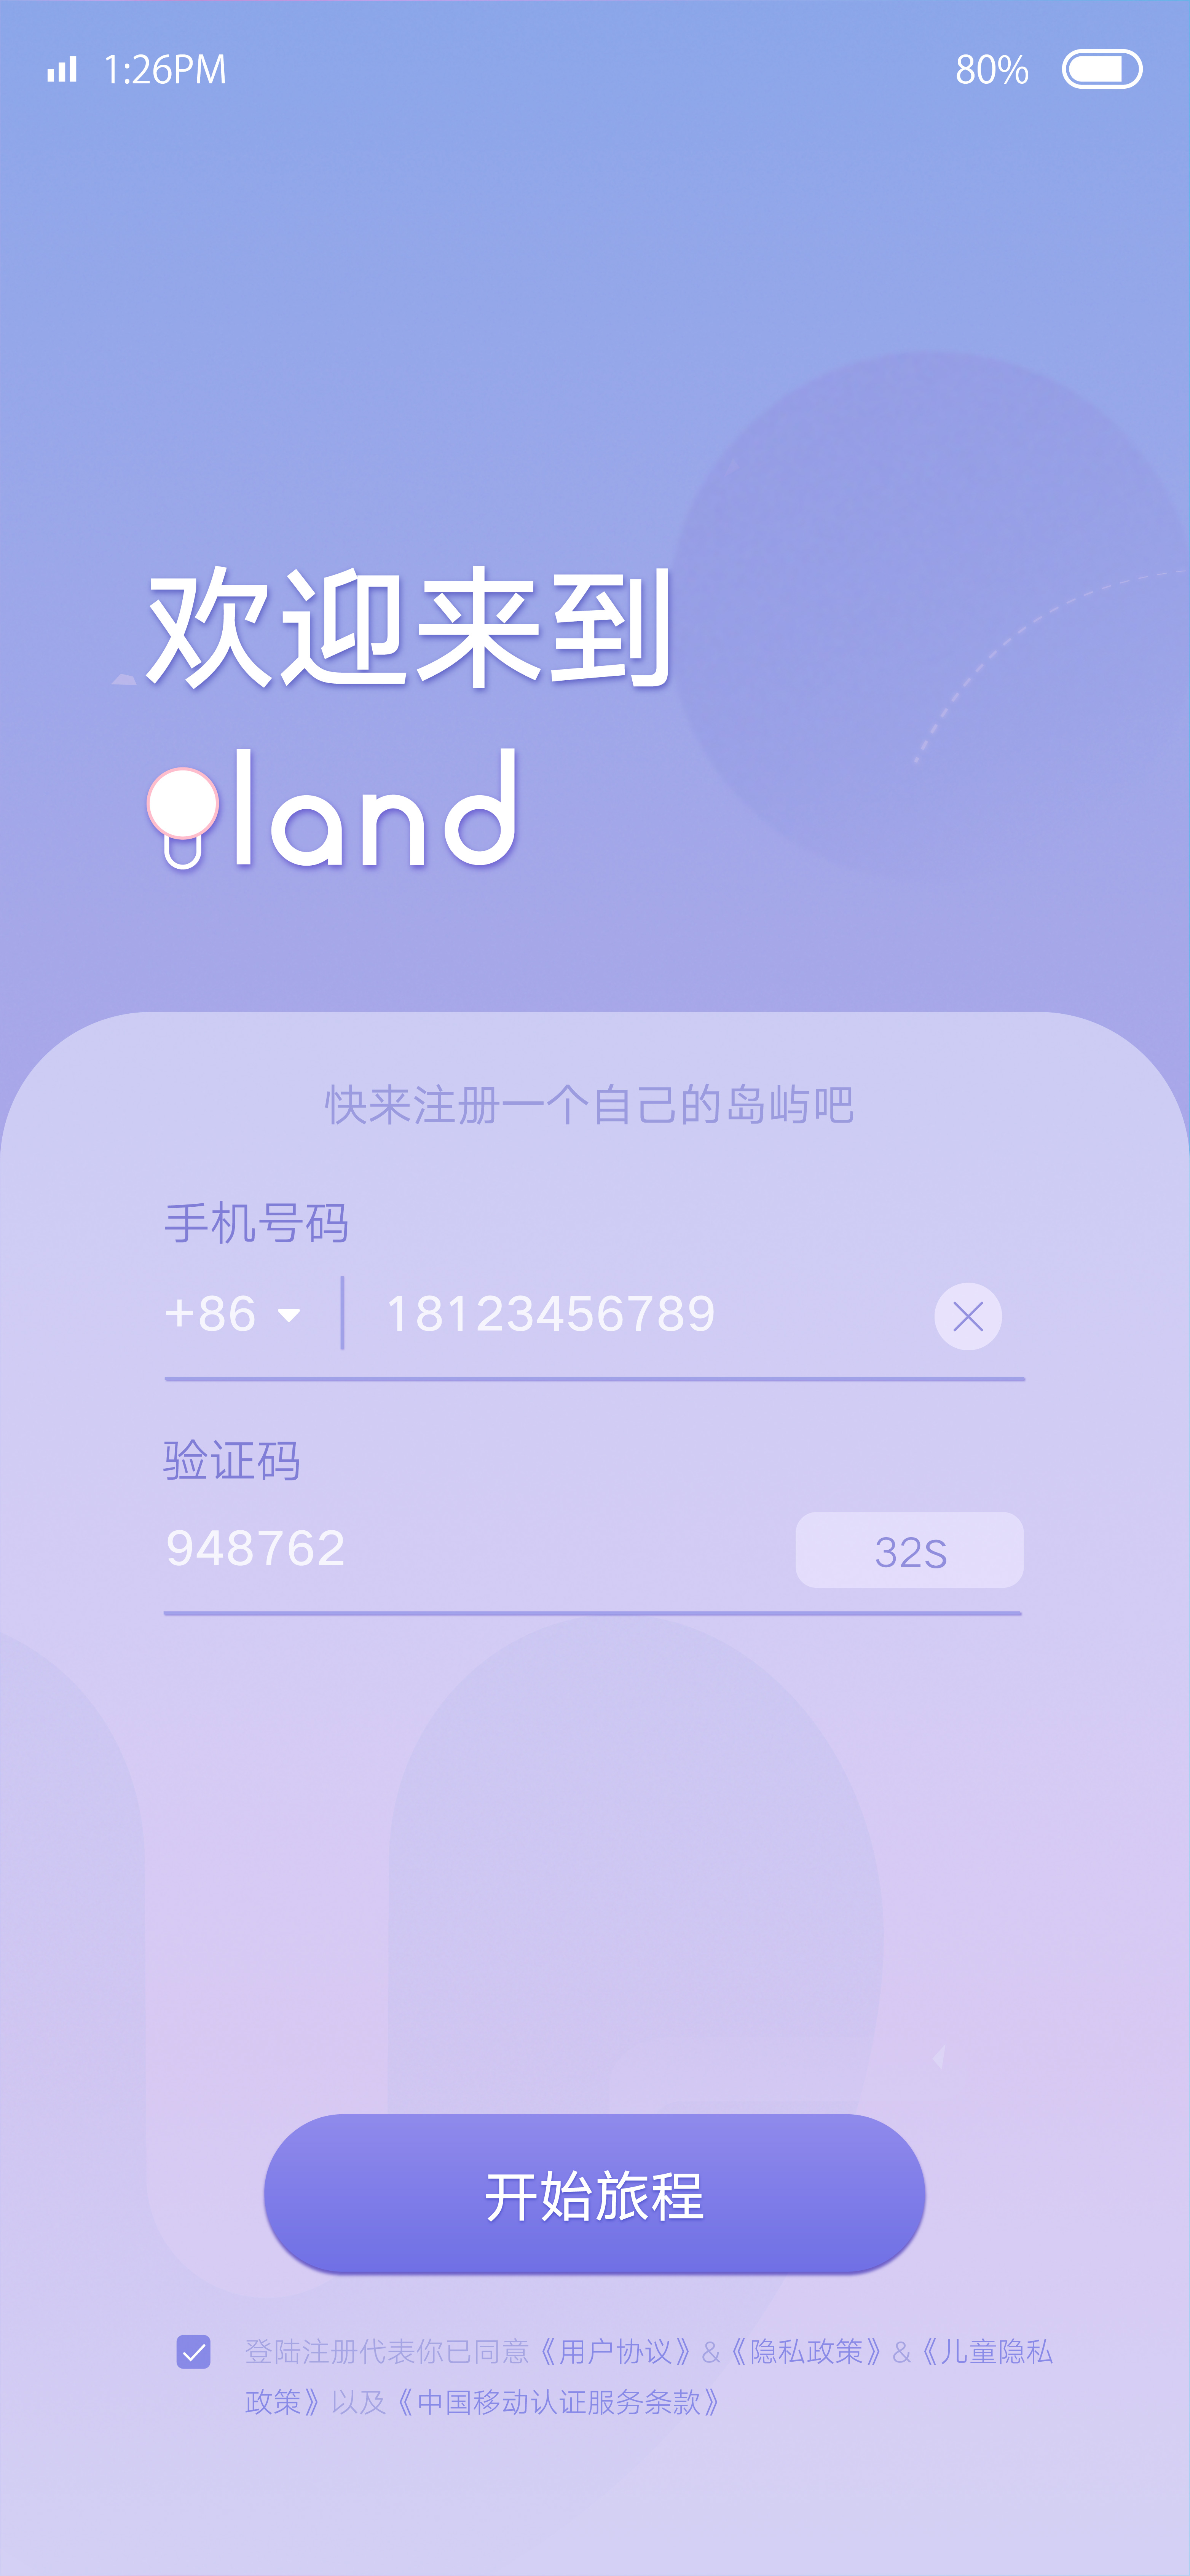 1:26PM 80%
欢迎来到
land
快来注册一个自己的岛屿吧
手机号码
+86 18123456789
验证码
948762 32S
开始旅程
登陆注册代表你已同意《用户协议》&《隐私政策》&《儿童隐私
政策》以及《中国移动认证服务条款》